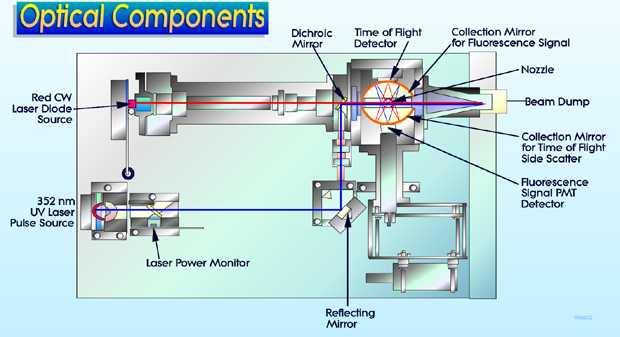 Optical Components
Dichroic
Mirror
Time of Flight
Detector
Collection Mirror
for Fluorescence Signal
Nozzle
Red CW
Laser Diode
Source
Beam Dump
Collection Mirror
for Time of Flight
Side Scatter
Fluorescence
Signal PMT
Detector
352 nm
UV Laser
Pulse Source
Laser Power Monitor
Reflecting
Mirror